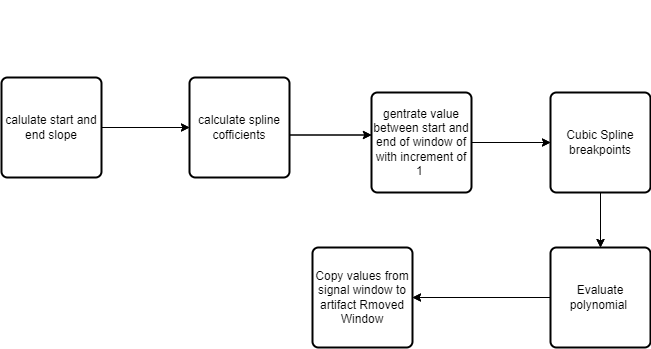 calulate start and
end slope
calculate spline
cofficients
gentrate value
between start and
end of window of
with increment of
1
Cubic Spline
breakpoints
Evaluate
polynomial
Copy values from
signal window to
artifact Rmoved
Window